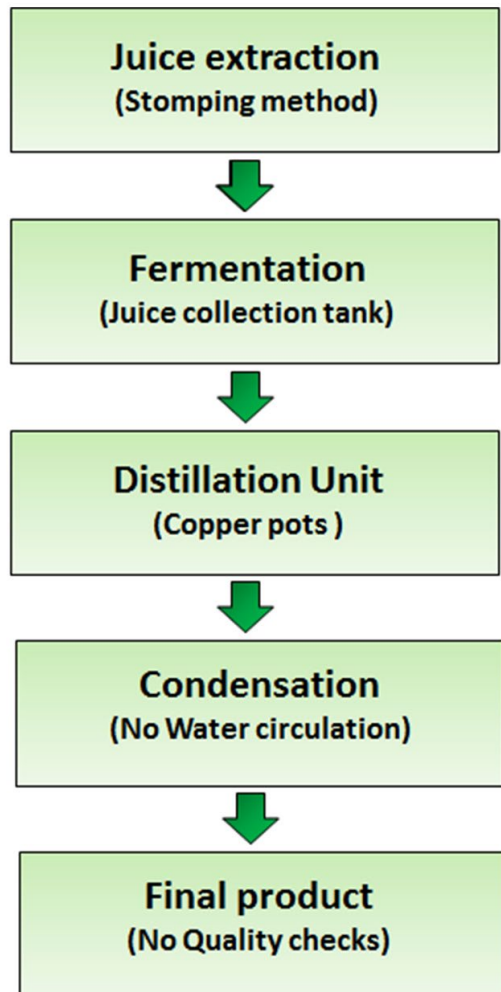 Juice extraction
(Stomping method)
Fermentation
(Juice collection tank)
Distillation Unit
(Copper pots )
Condensation
(No Water circulation)
Final product
(No Quality checks)